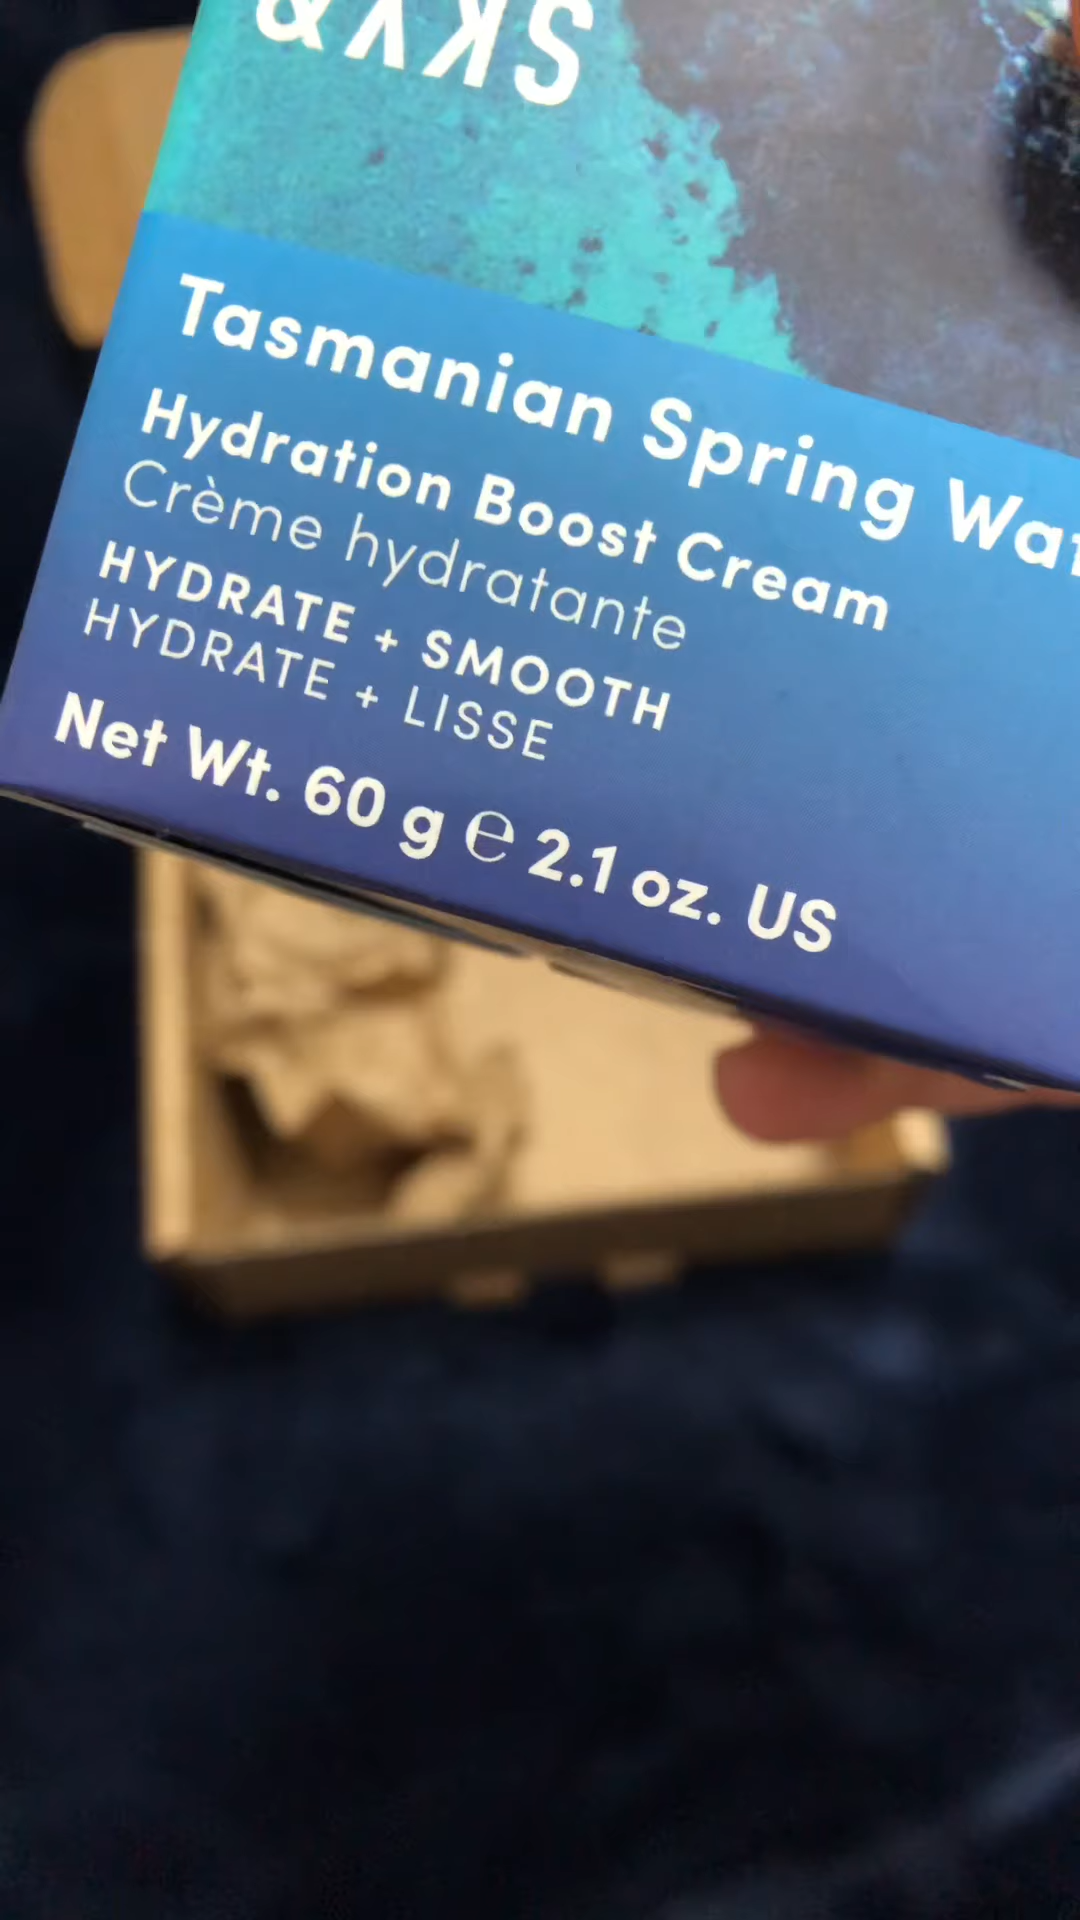 SKY&
Tasmanian Spring Wat
Hydration Boost Cream
Crème hydratante
HYDRATE + SMOOTH
HYDRATE + LISSE
Net Wt. 60 g ℮ 2.1 oz. US